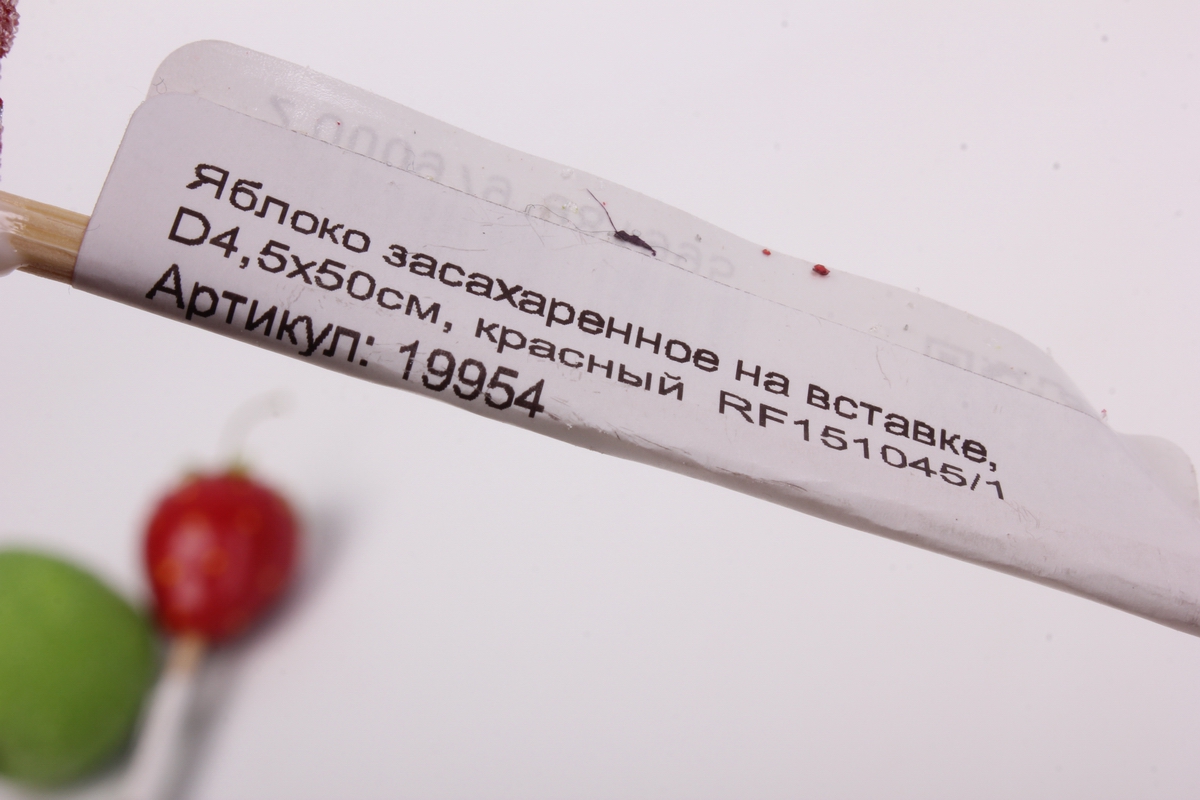 Яблоко засахаренное на вставке,
D4,5x50см, красный RF151045/1
Артикул: 19954